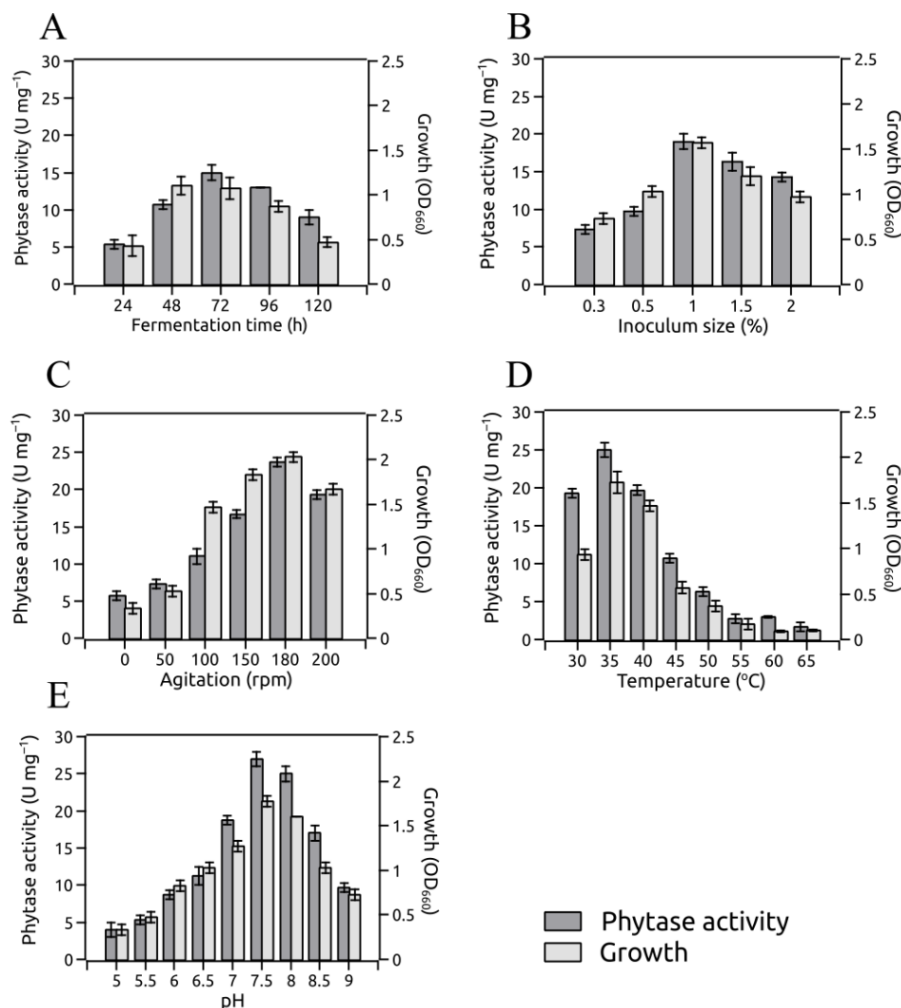 A
Phytase activity (U mg⁻¹)
30
25
20
15
10
5
0
2.5
2
1.5
1
0.5
0
Growth (OD₆₆₀)
24 48 72 96 120
Fermentation time (h)
B
Phytase activity (U mg⁻¹)
30
25
20
15
10
5
0
2.5
2
1.5
1
0.5
0
Growth (OD₆₆₀)
0.3 0.5 1 1.5 2
Inoculum size (%)
C
Phytase activity (U mg⁻¹)
30
25
20
15
10
5
0
2.5
2
1.5
1
0.5
0
Growth (OD₆₆₀)
0 50 100 150 180 200
Agitation (rpm)
D
Phytase activity (U mg⁻¹)
30
25
20
15
10
5
0
2.5
2
1.5
1
0.5
0
Growth (OD₆₆₀)
30 35 40 45 50 55 60 65
Temperature (°C)
E
Phytase activity (U mg⁻¹)
30
25
20
15
10
5
0
2.5
2
1.5
1
0.5
0
Growth (OD₆₆₀)
5 5.5 6 6.5 7 7.5 8 8.5 9
pH
Phytase activity
Growth